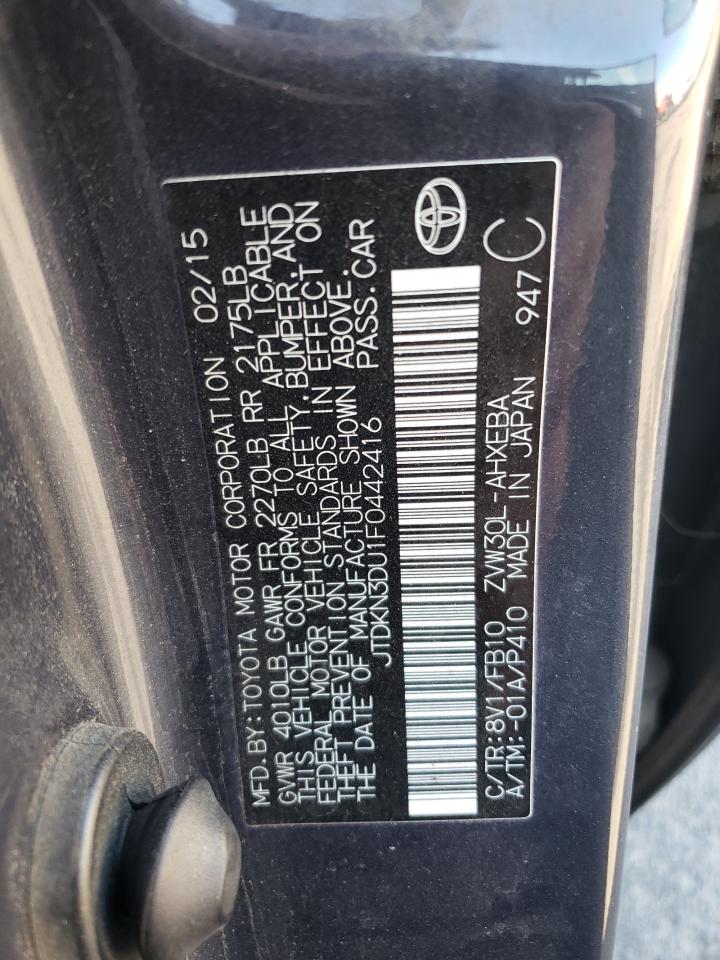 MFD.BY:TOYOTA MOTOR CORPORATION 02/15
GVWR 4010LB GAWR FR 2270LB RR 2175LB
THIS VEHICLE CONFORMS TO ALL APPLICABLE
FEDERAL MOTOR VEHICLE SAFETY, BUMPER, AND
THEFT PREVENTION STANDARDS IN EFFECT ON
THE DATE OF MANUFACTURE SHOWN ABOVE.
JTDKN3DU1F0442416 PASS.CAR
C/TR:8V1/FB10 ZVW30L-AHXEBA 947 C
A/TM:-01A/P410 MADE IN JAPAN